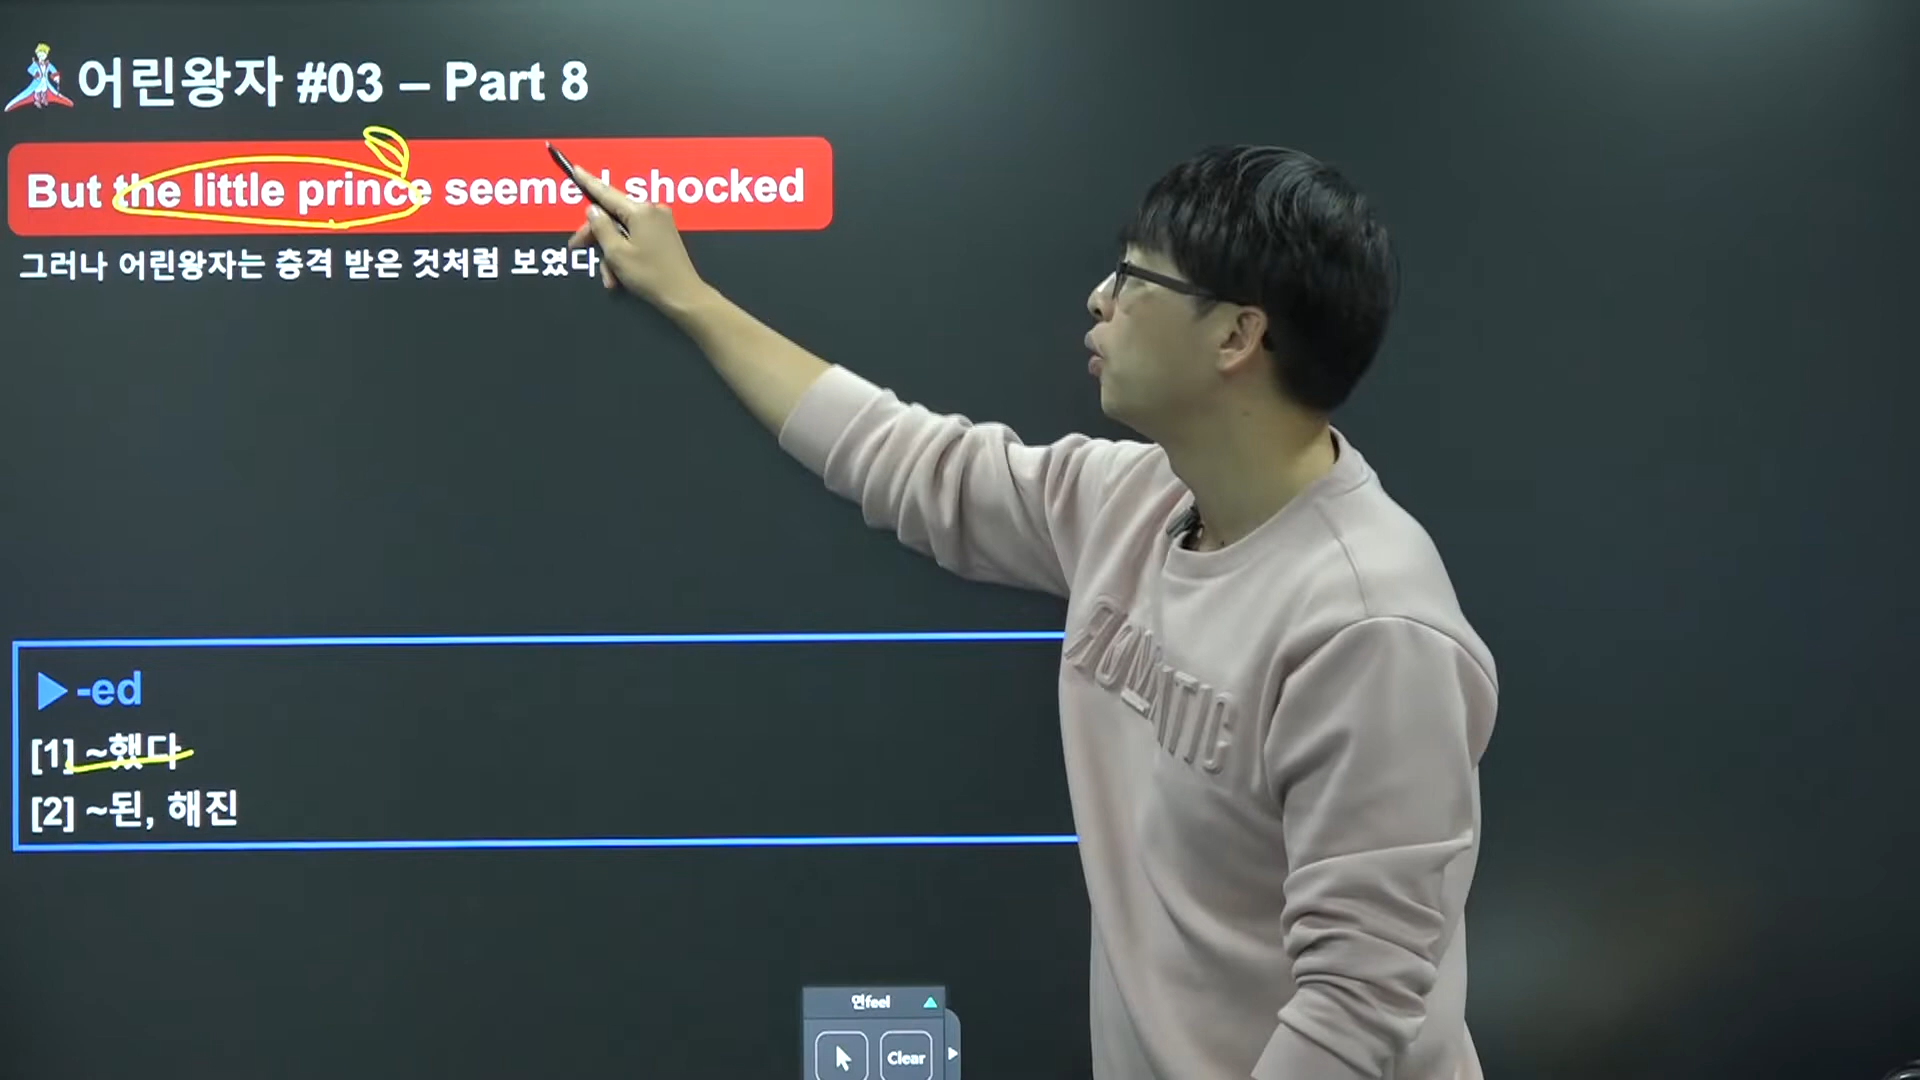 어린왕자 #03 – Part 8
But the little prince seemed shocked
그러나 어린왕자는 충격 받은 것처럼 보였다
▶ -ed
[1] ~했다
[2] ~된, 해진
연feel
Clear